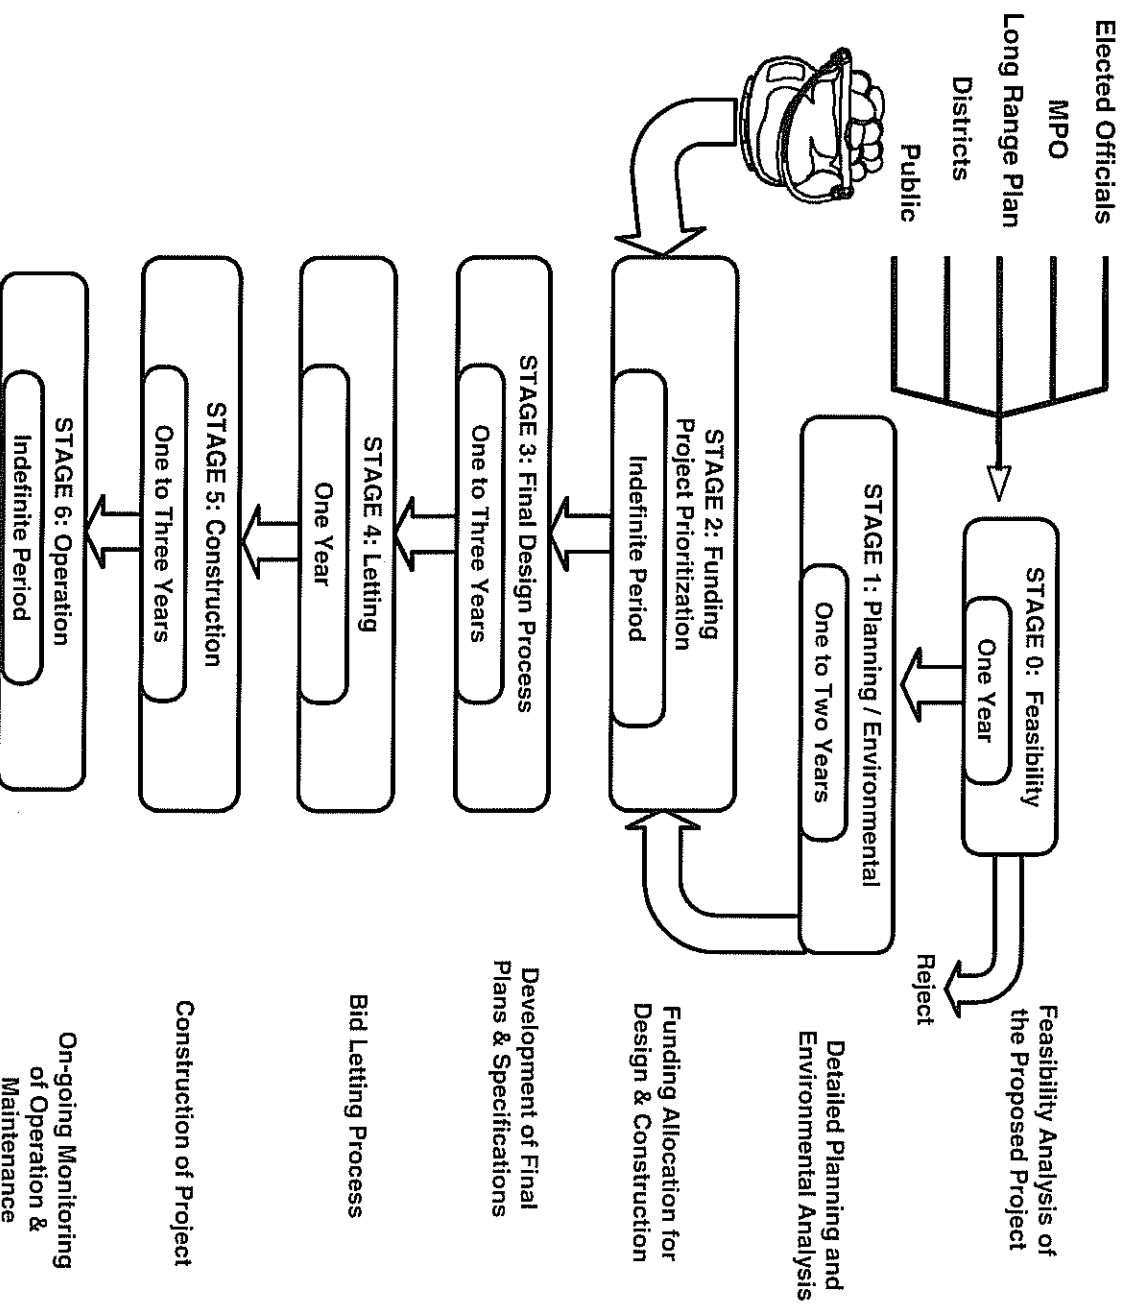 Elected Officials
MPO
Long Range Plan
Districts
Public
STAGE 0: Feasibility
One Year
Reject
Feasibility Analysis of
the Proposed Project
STAGE 1: Planning / Environmental
One to Two Years
Detailed Planning and
Environmental Analysis
STAGE 2: Funding
Project Prioritization
Indefinite Period
Funding Allocation for
Design & Construction
STAGE 3: Final Design Process
One to Three Years
Development of Final
Plans & Specifications
STAGE 4: Letting
One Year
Bid Letting Process
STAGE 5: Construction
One to Three Years
Construction of Project
STAGE 6: Operation
Indefinite Period
On-going Monitoring
of Operation &
Maintenance